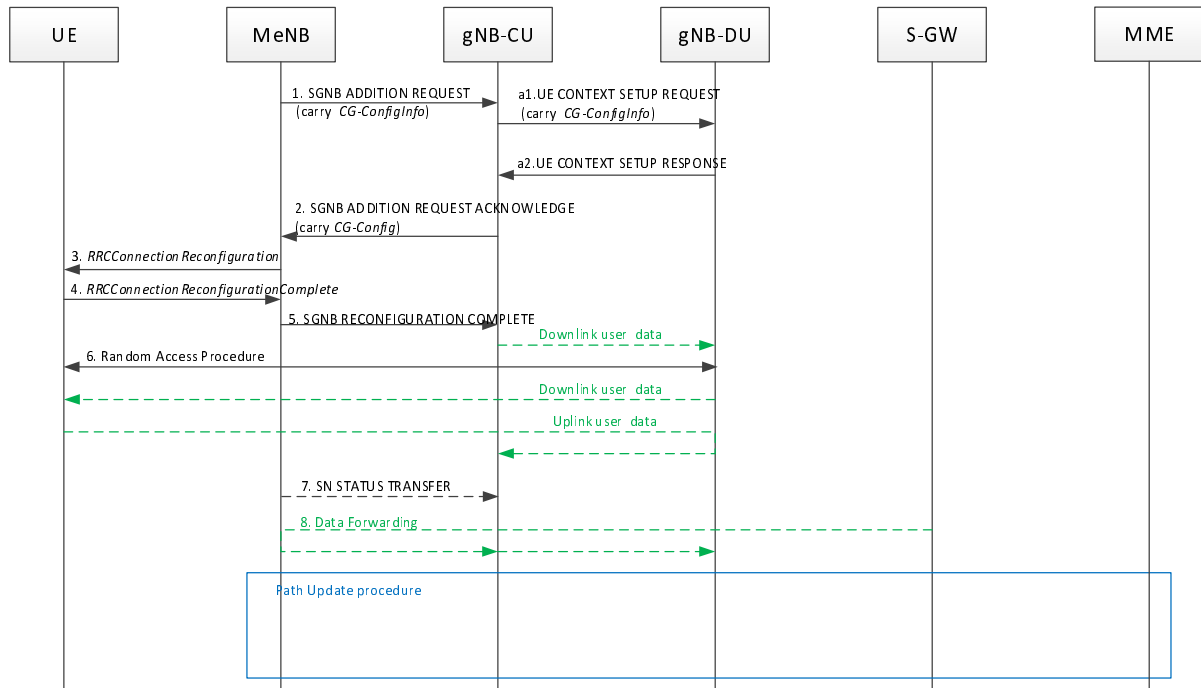 UE
MeNB
gNB-CU
gNB-DU
S-GW
MME
1. SGNB ADDITION REQUEST
(carry CG-ConfigInfo)
a1.UE CONTEXT SETUP REQUEST
(carry CG-ConfigInfo)
a2.UE CONTEXT SETUP RESPONSE
2. SGNB ADDITION REQUEST ACKNOWLEDGE
(carry CG-Config)
3. RRCConnectionReconfiguration
4. RRCConnectionReconfigurationComplete
5. SGNB RECONFIGURATION COMPLETE
Downlink user data
6. Random Access Procedure
Downlink user data
Uplink user data
7. SN STATUS TRANSFER
8. Data Forwarding
Path Update procedure